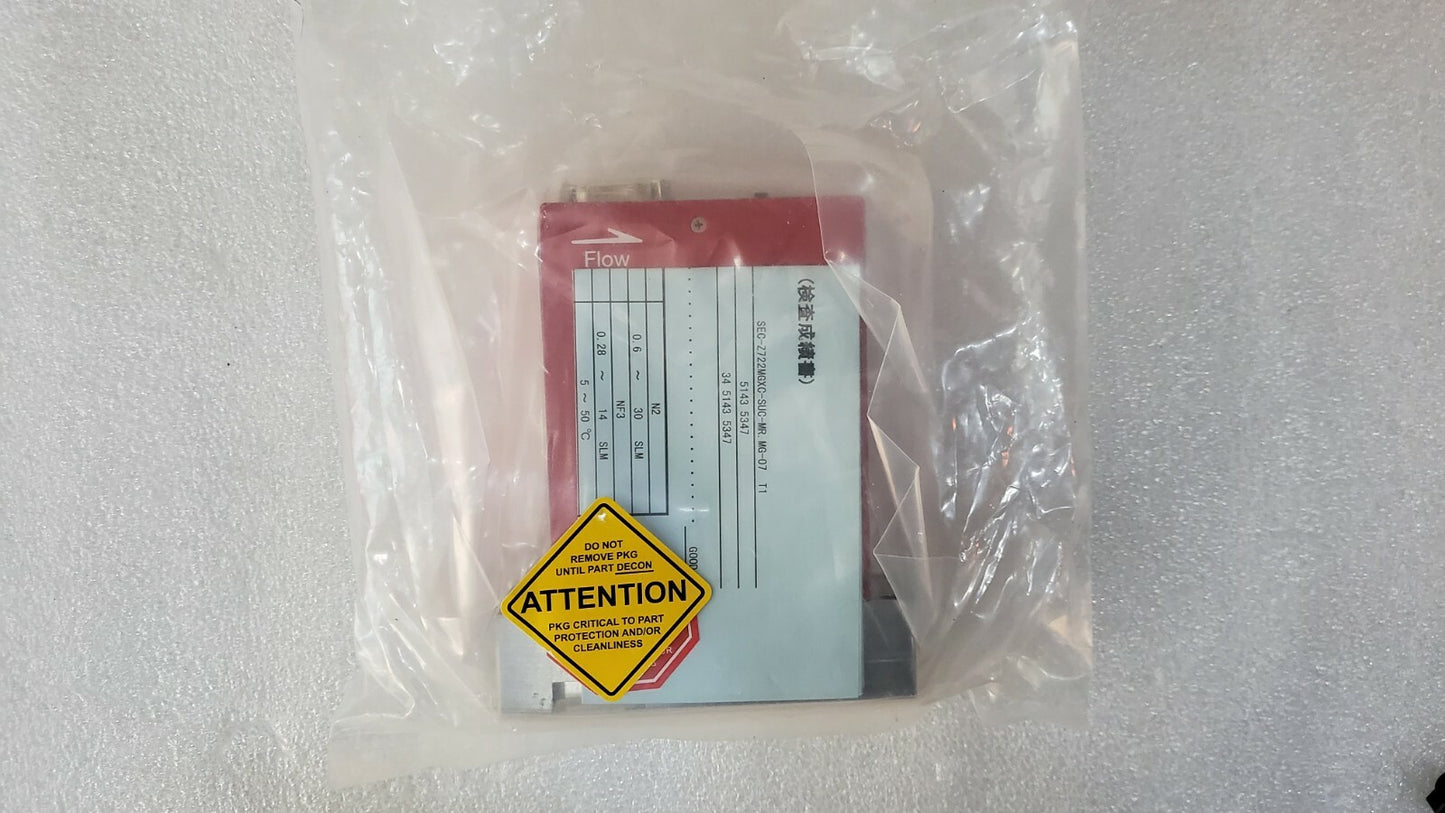 Flow
(検査成績書)
SEC-Z722MGXC-SUC-MR.MG-07 T1
5143 5347
34 5143 5347
GOOD
N2
0.6 ～ 30 SLM
NF3
0.28 ～ 14 SLM
5 ～ 50 ℃
DO NOT
REMOVE PKG
UNTIL PART DECON
ATTENTION
PKG CRITICAL TO PART
PROTECTION AND/OR
CLEANLINESS